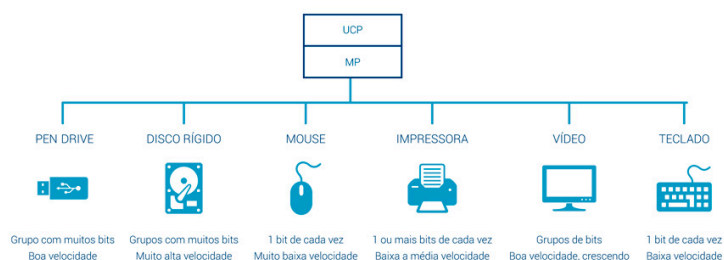 UCP
MP
PEN DRIVE
DISCO RÍGIDO
MOUSE
IMPRESSORA
VÍDEO
TECLADO
Grupo com muitos bits
Boa velocidade
Grupos com muitos bits
Muito alta velocidade
1 bit de cada vez
Muito baixa velocidade
1 ou mais bits de cada vez
Baixa a média velocidade
Grupos de bits
Boa velocidade, crescendo
1 bit de cada vez
Baixa velocidade